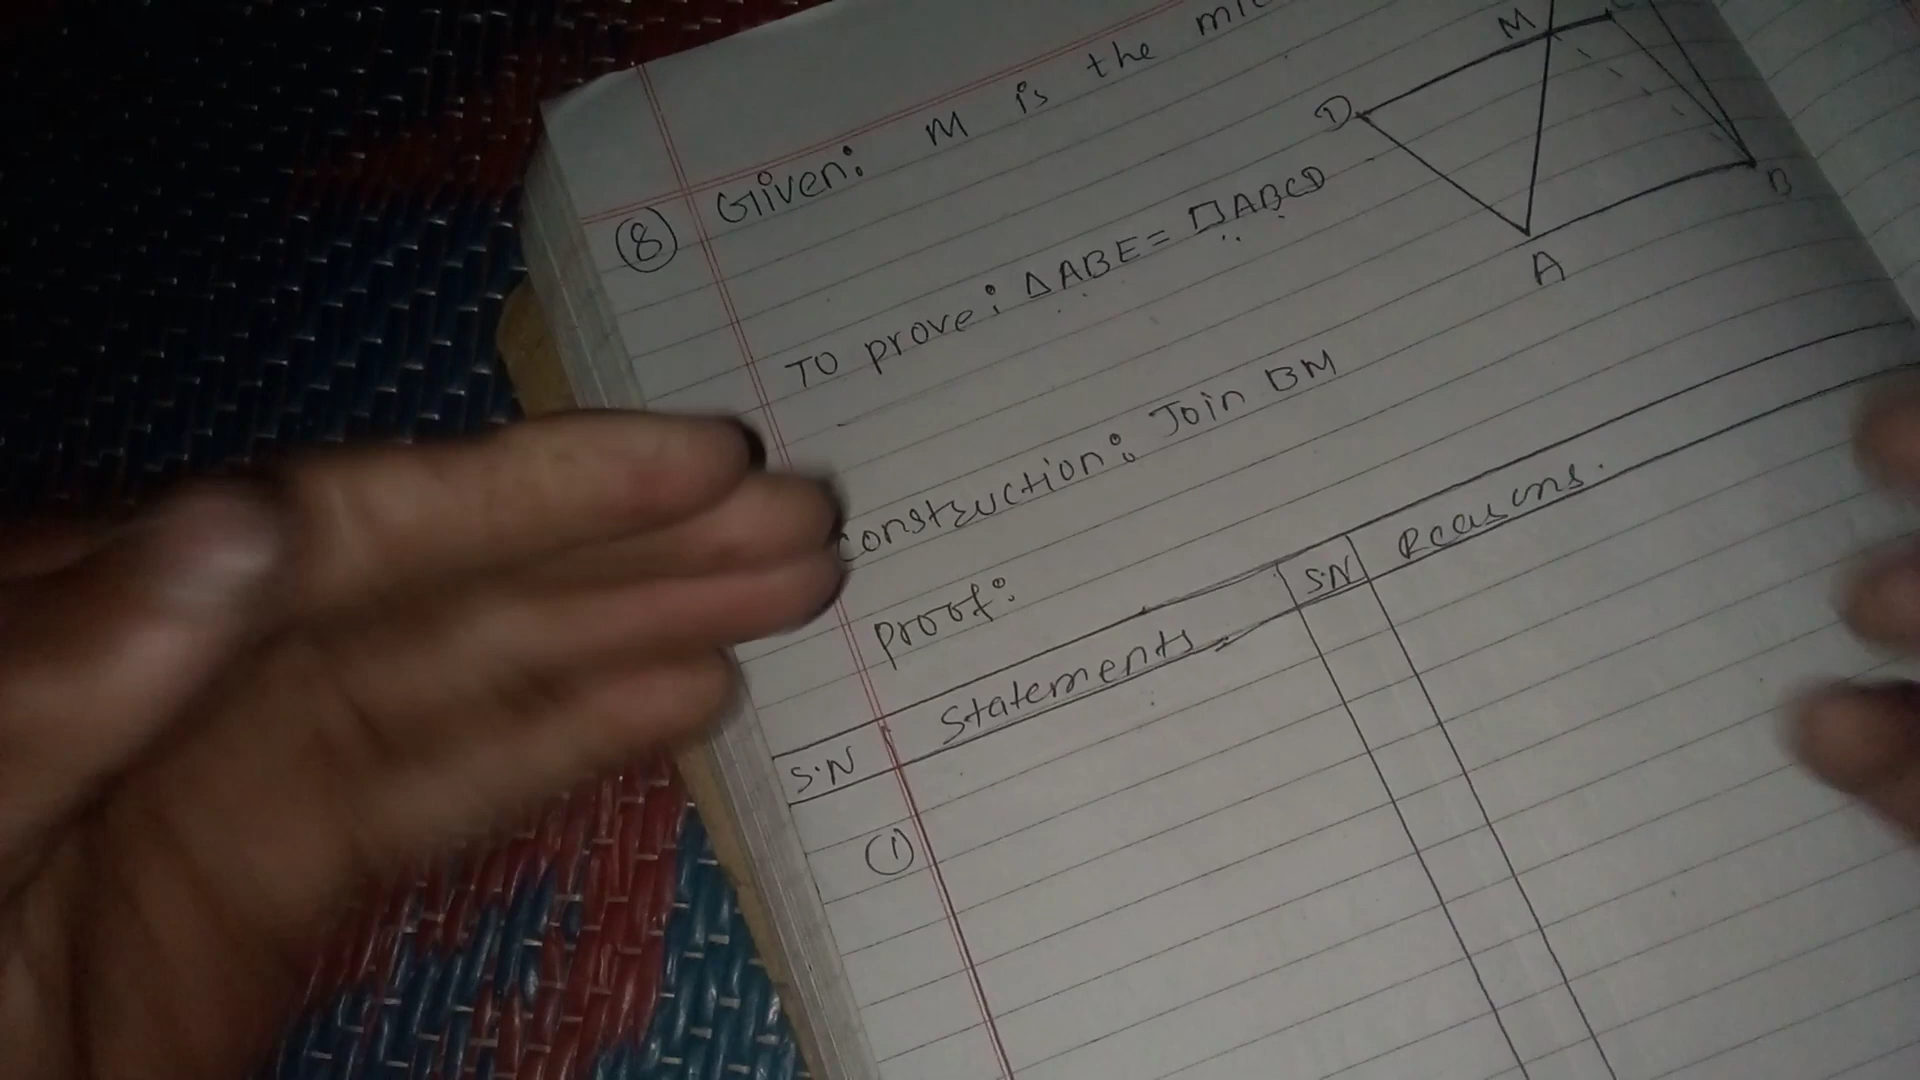 M
D
B
A
⑧ Given: M is the
To prove: ΔABE = □ABCD
Construction: Join BM
Proof:
S.N Statements S.N Reasons.
①